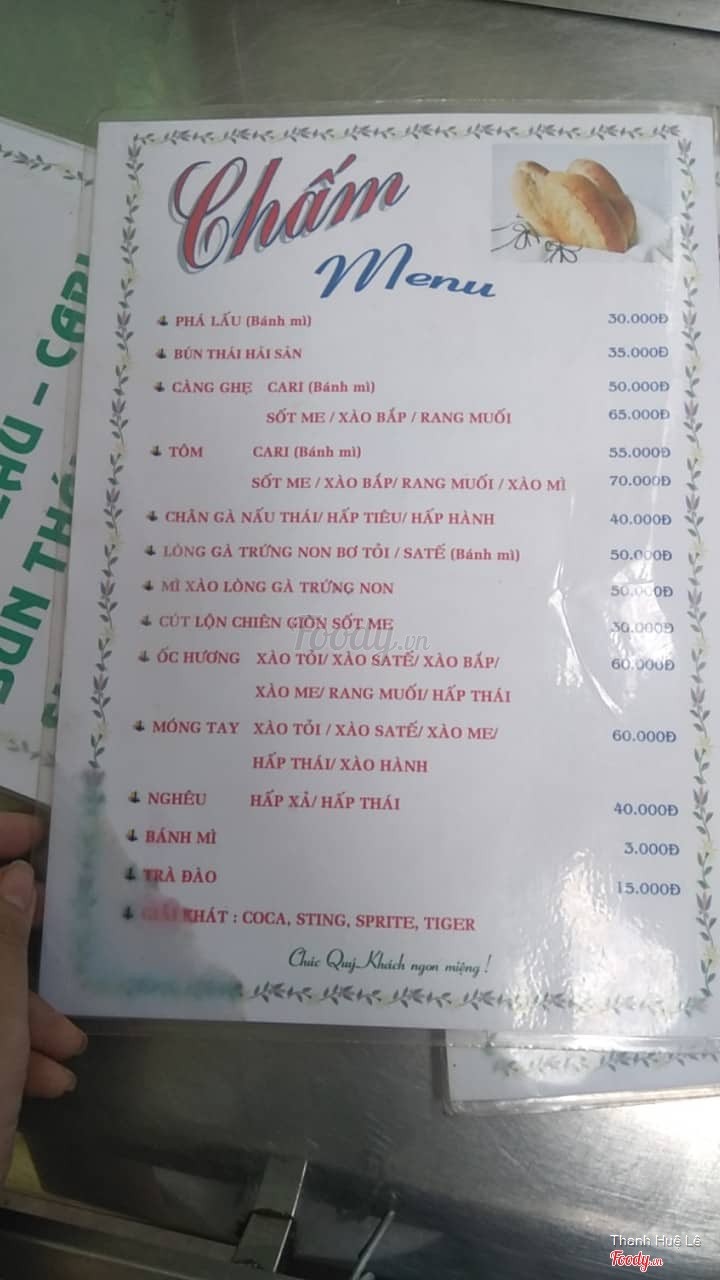 Chấm
Menu
PHÁ LẤU (Bánh mì) 30.000Đ
BÚN THÁI HẢI SẢN 35.000Đ
CÀNG GHẸ CARI (Bánh mì) 50.000Đ
SỐT ME / XÀO BẮP / RANG MUỐI 65.000Đ
TÔM CARI (Bánh mì) 55.000Đ
SỐT ME / XÀO BẮP/ RANG MUỐI / XÀO MÌ 70.000Đ
CHÂN GÀ NẤU THÁI/ HẤP TIÊU/ HẤP HÀNH 40.000Đ
LÒNG GÀ TRỨNG NON BƠ TỎI / SATẾ (Bánh mì) 50.000Đ
MÌ XÀO LÒNG GÀ TRỨNG NON 50.000Đ
CÚT LỘN CHIÊN GIÒN SỐT ME 30.000Đ
ỐC HƯƠNG XÀO TỎI/ XÀO SATẾ/ XÀO BẮP/ 60.000Đ
XÀO ME/ RANG MUỐI/ HẤP THÁI
MÓNG TAY XÀO TỎI / XÀO SATẾ/ XÀO ME/ 60.000Đ
HẤP THÁI/ XÀO HÀNH
NGHÊU HẤP XẢ/ HẤP THÁI 40.000Đ
BÁNH MÌ 3.000Đ
TRÀ ĐÀO 15.000Đ
GIẢI KHÁT : COCA, STING, SPRITE, TIGER
Chúc Quý Khách ngon miệng !
BÚN
Foody.vn
Thanh Huệ Lê
Foody.vn